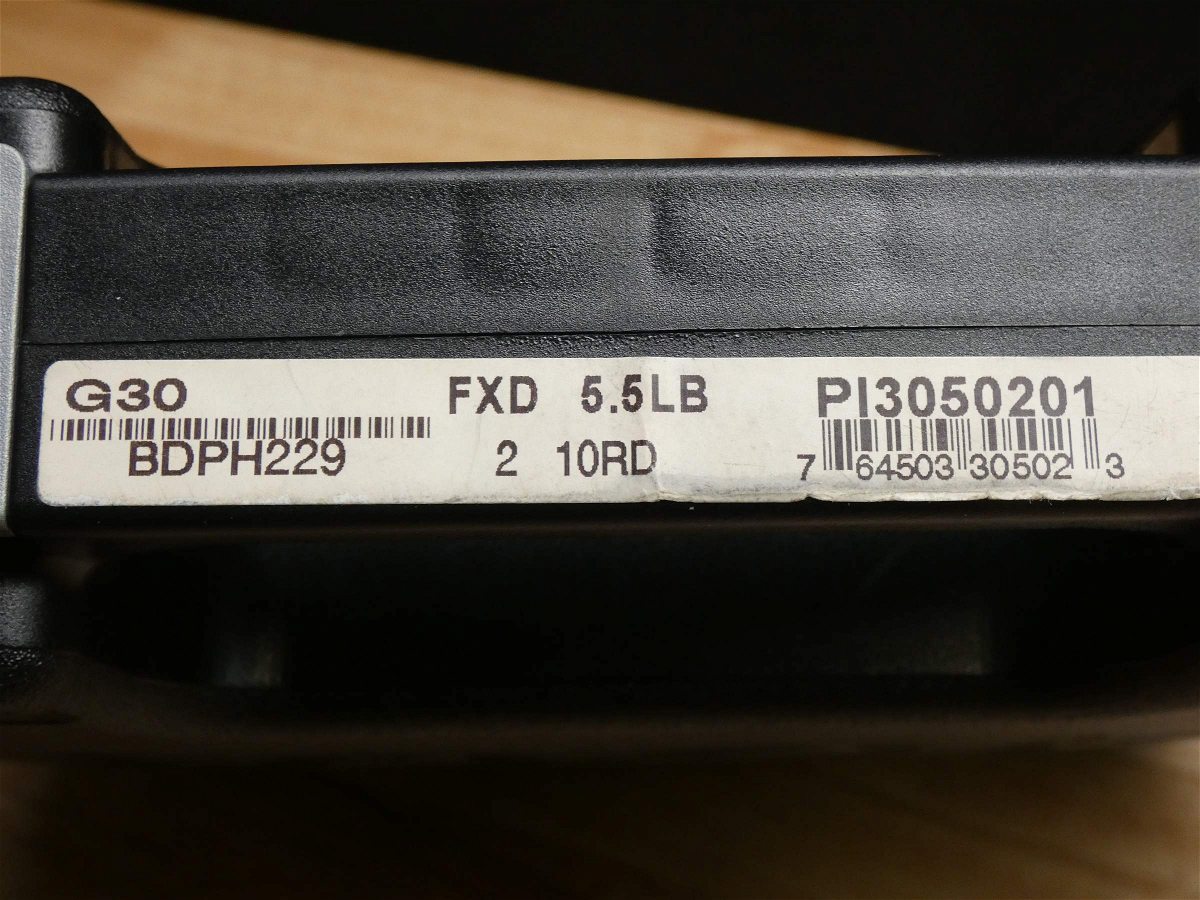 G30 FXD 5.5LB PI3050201
BDPH229 2 10RD 7 64503 30502 3